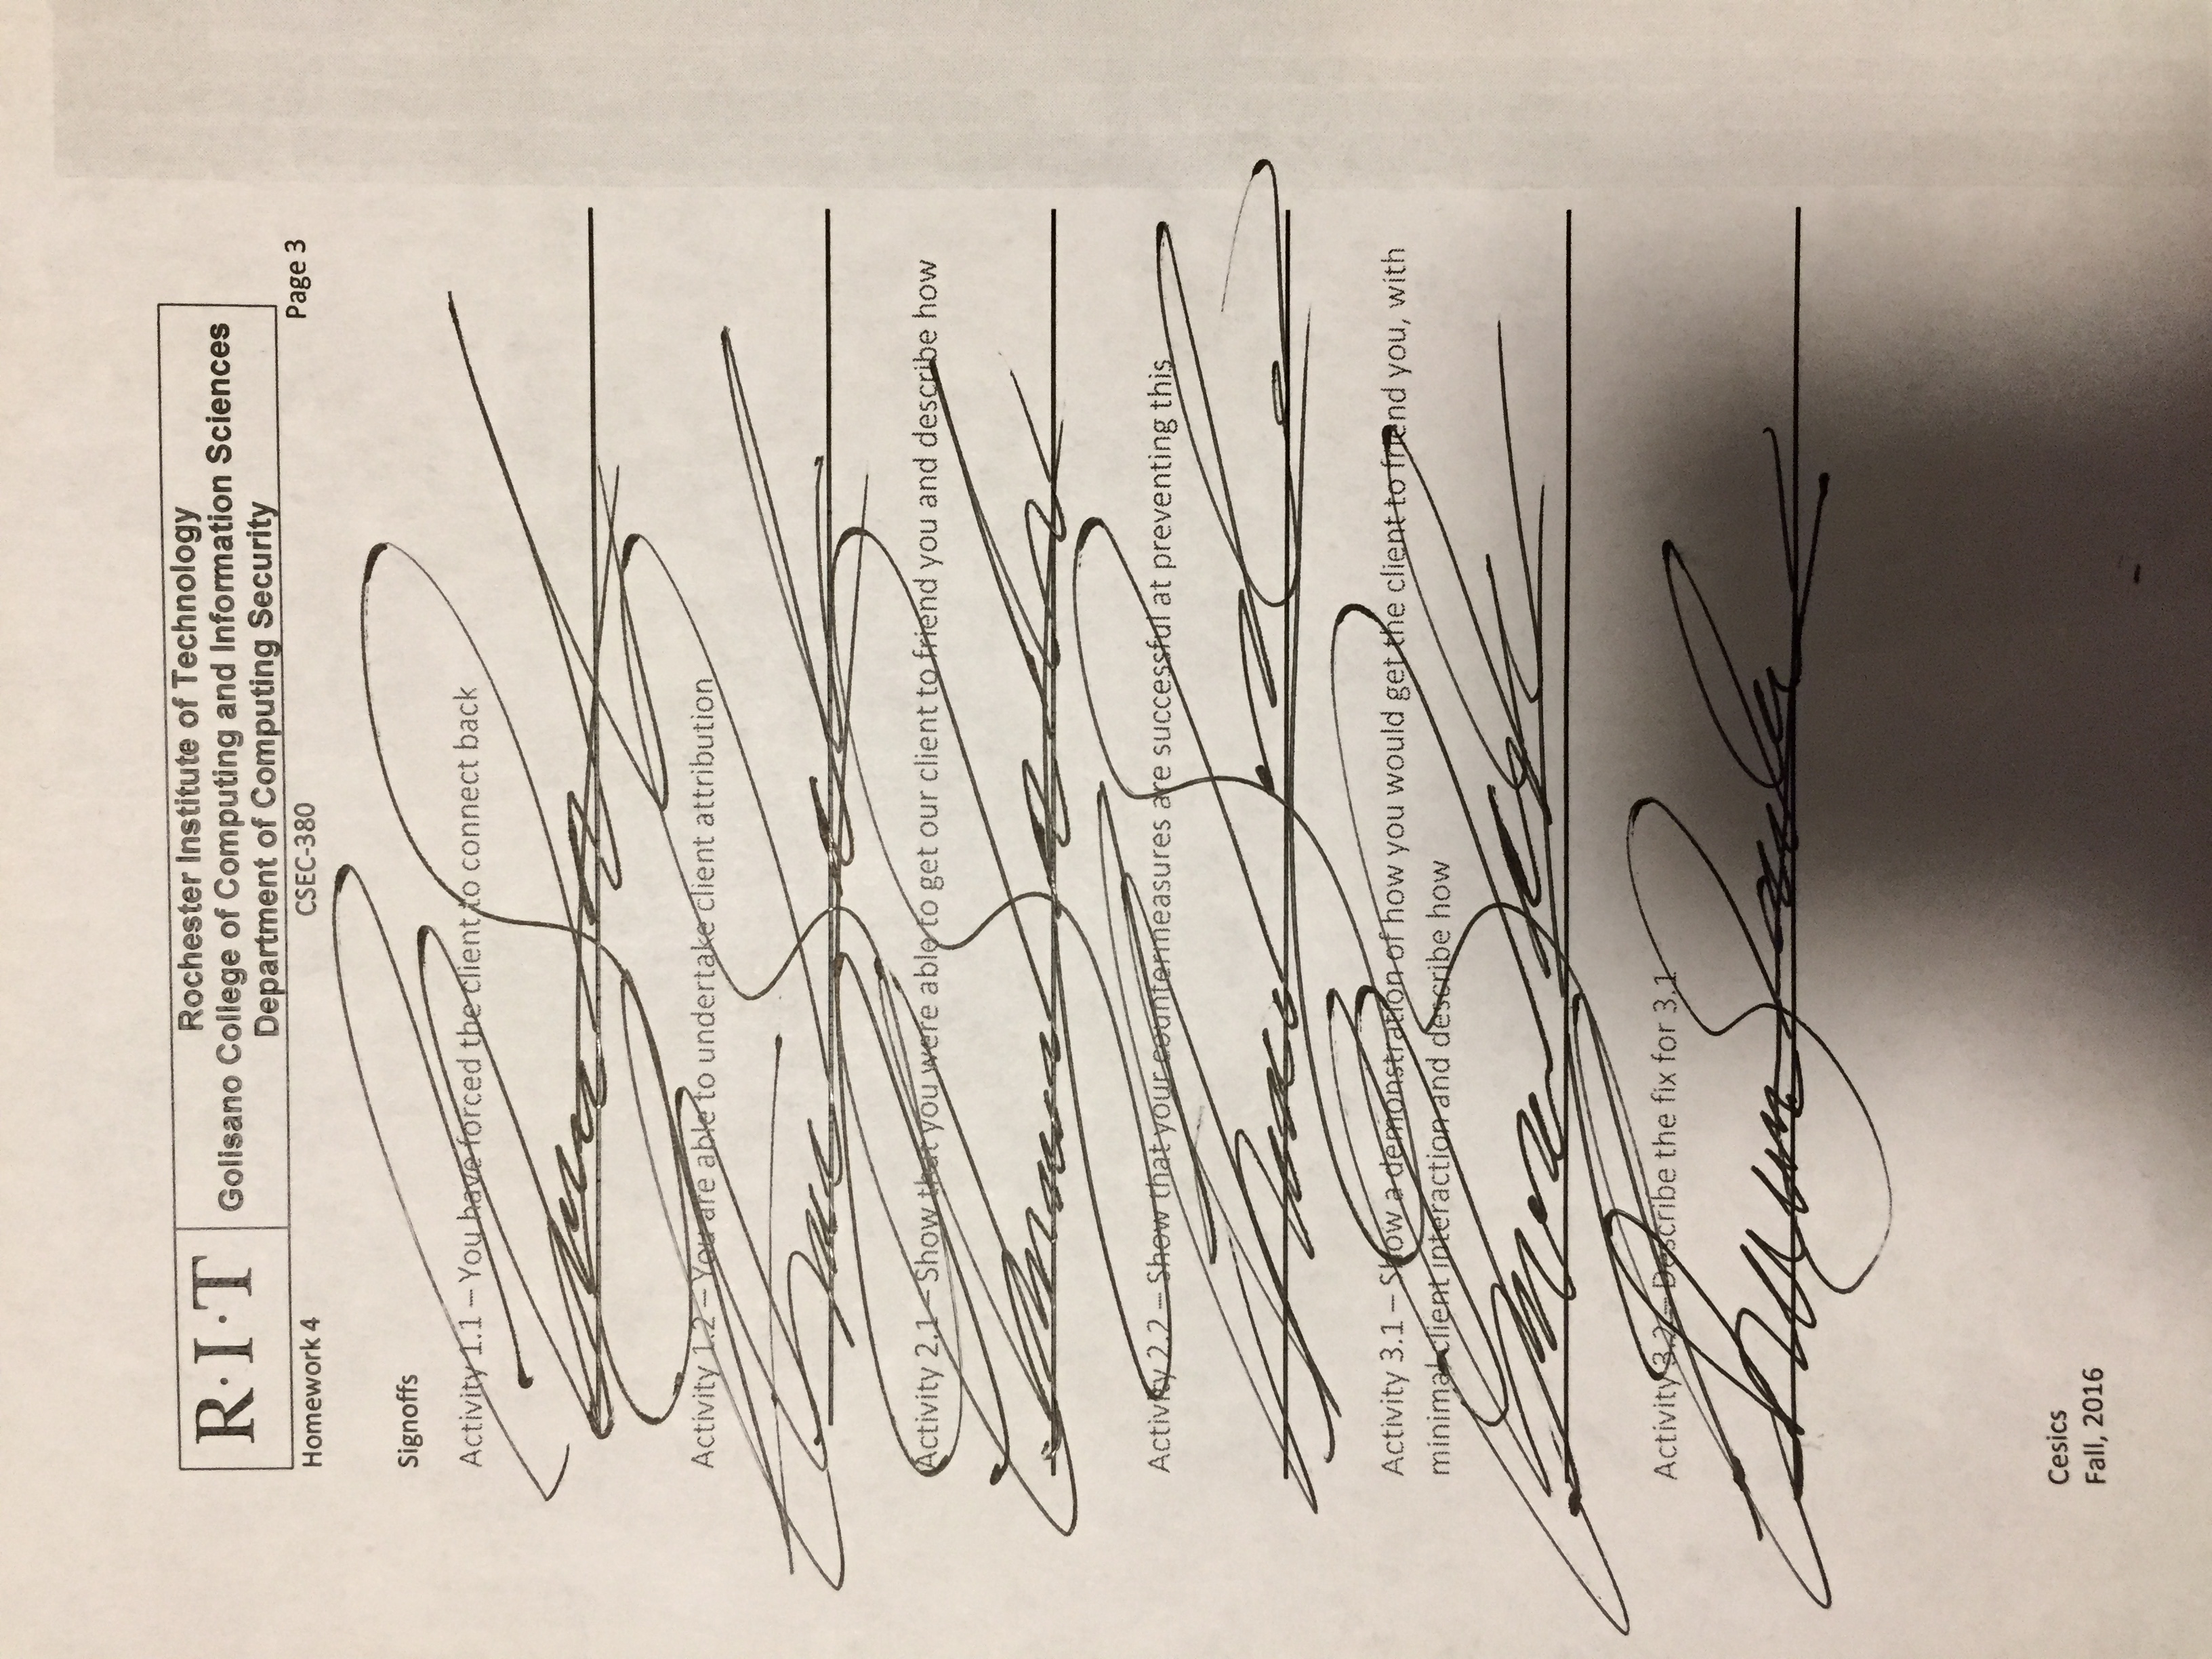 R·I·T
Rochester Institute of Technology
Golisano College of Computing and Information Sciences
Department of Computing Security
Homework 4 CSEC-380 Page 3
Signoffs
Activity 1.1 – You have forced the client to connect back
Activity 1.2 – You are able to undertake client attribution
Activity 2.1 – Show that you were able to get our client to friend you and describe how
Activity 2.2 – Show that your countermeasures are successful at preventing this
Activity 3.1 – Show a demonstration of how you would get the client to friend you, with
minimal client interaction and describe how
Activity 3.2 – Describe the fix for 3.1
Cesics
Fall, 2016